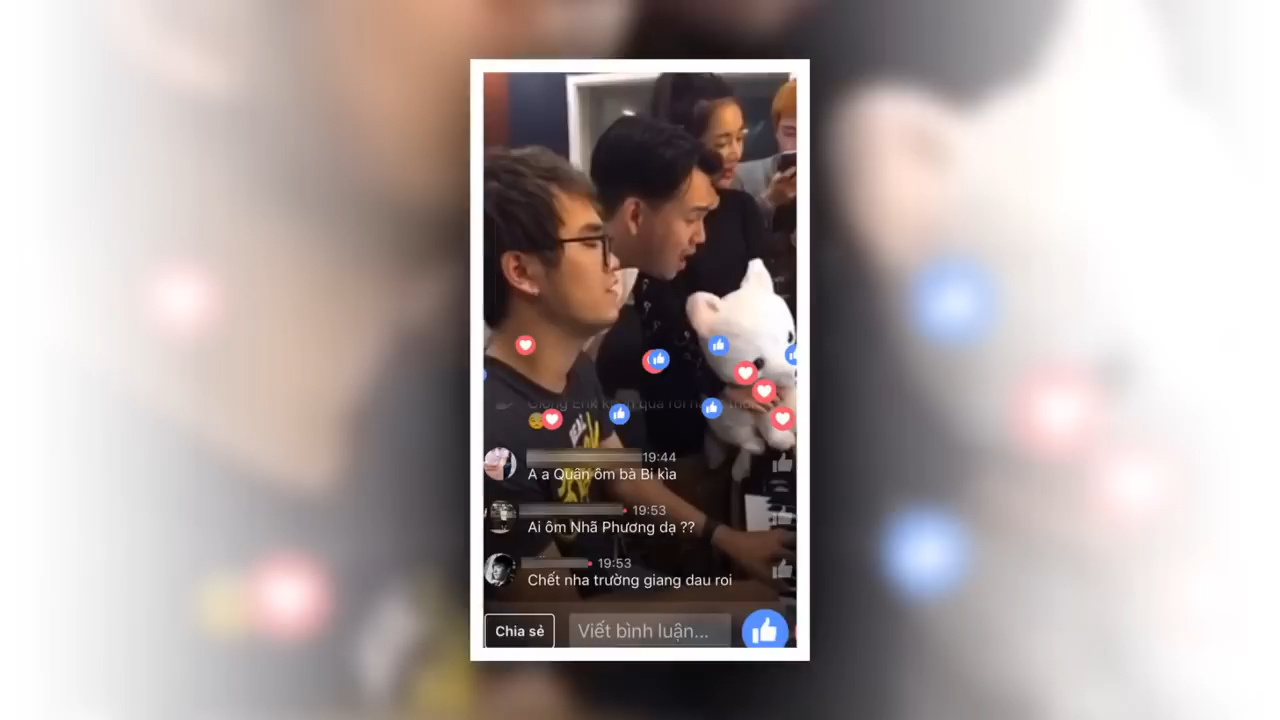 19:44
A a Quân ôm bà Bi kìa
19:53
Ai ôm Nhã Phương dạ ??
19:53
Chết nha trường giang dau roi
Chia sẻ
Viết bình luận...